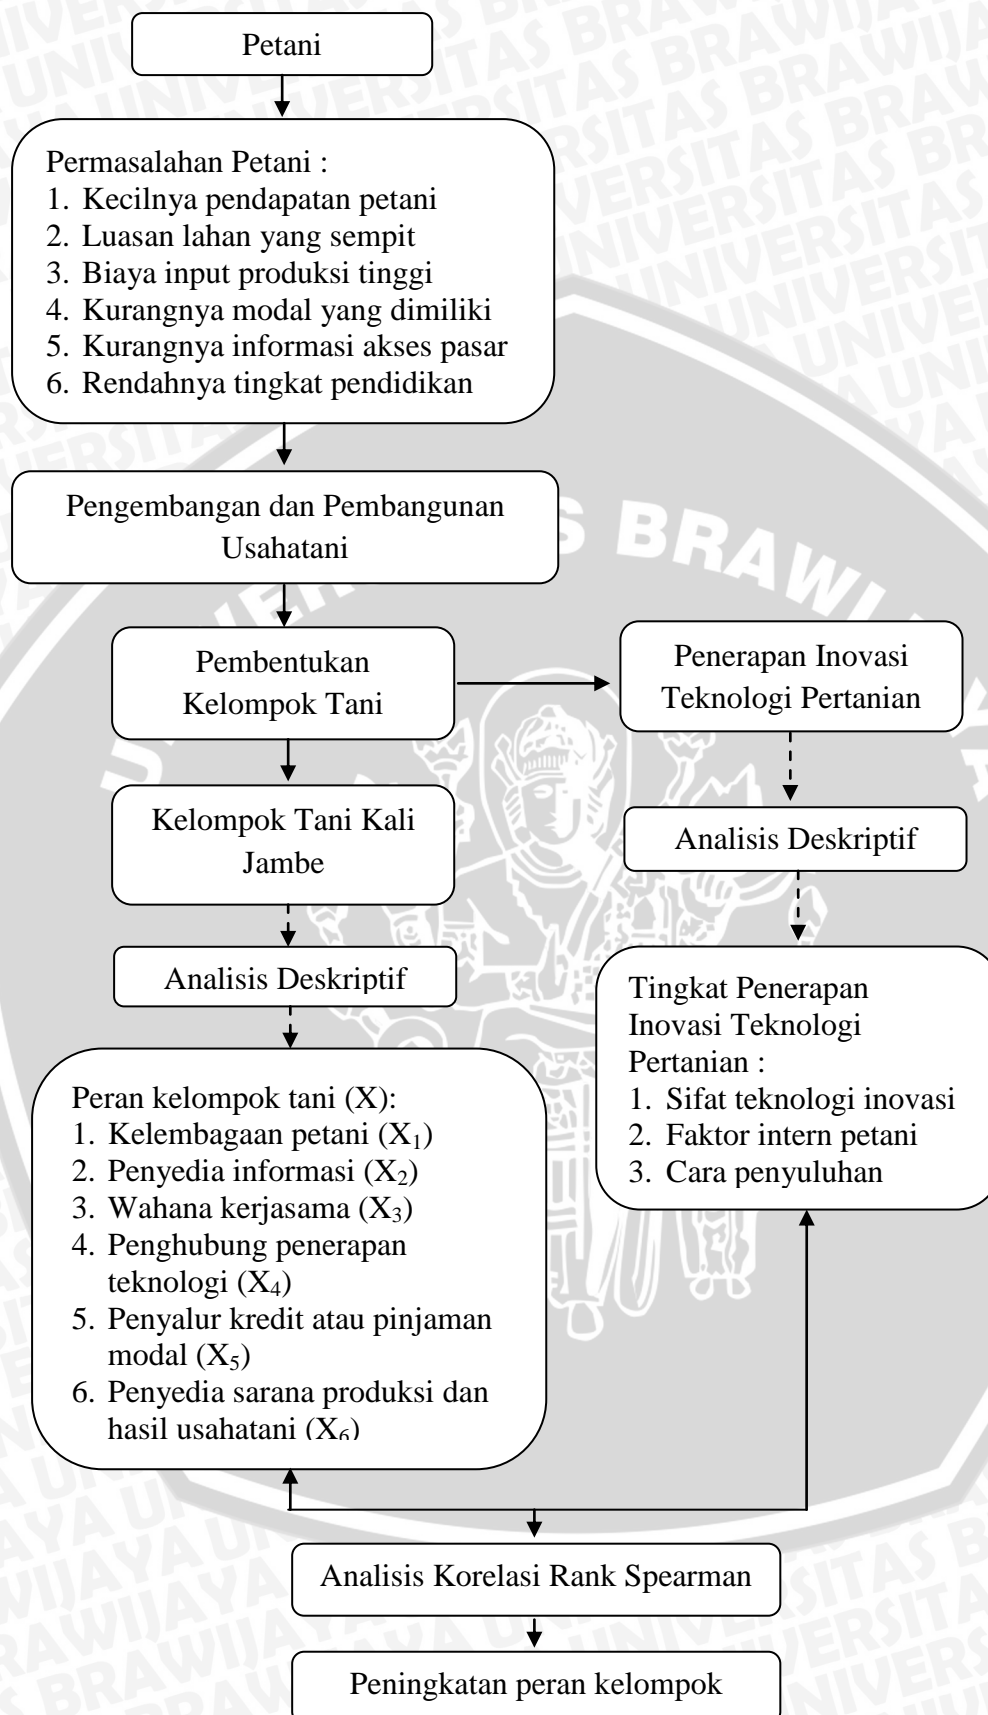 Petani
Permasalahan Petani :
1. Kecilnya pendapatan petani
2. Luasan lahan yang sempit
3. Biaya input produksi tinggi
4. Kurangnya modal yang dimiliki
5. Kurangnya informasi akses pasar
6. Rendahnya tingkat pendidikan
Pengembangan dan Pembangunan
Usahatani
Pembentukan
Kelompok Tani
Penerapan Inovasi
Teknologi Pertanian
Kelompok Tani Kali
Jambe
Analisis Deskriptif
Analisis Deskriptif
Tingkat Penerapan
Inovasi Teknologi
Pertanian :
1. Sifat teknologi inovasi
2. Faktor intern petani
3. Cara penyuluhan
Peran kelompok tani (X):
1. Kelembagaan petani (X₁)
2. Penyedia informasi (X₂)
3. Wahana kerjasama (X₃)
4. Penghubung penerapan
teknologi (X₄)
5. Penyalur kredit atau pinjaman
modal (X₅)
6. Penyedia sarana produksi dan
hasil usahatani (X₆)
Analisis Korelasi Rank Spearman
Peningkatan peran kelompok